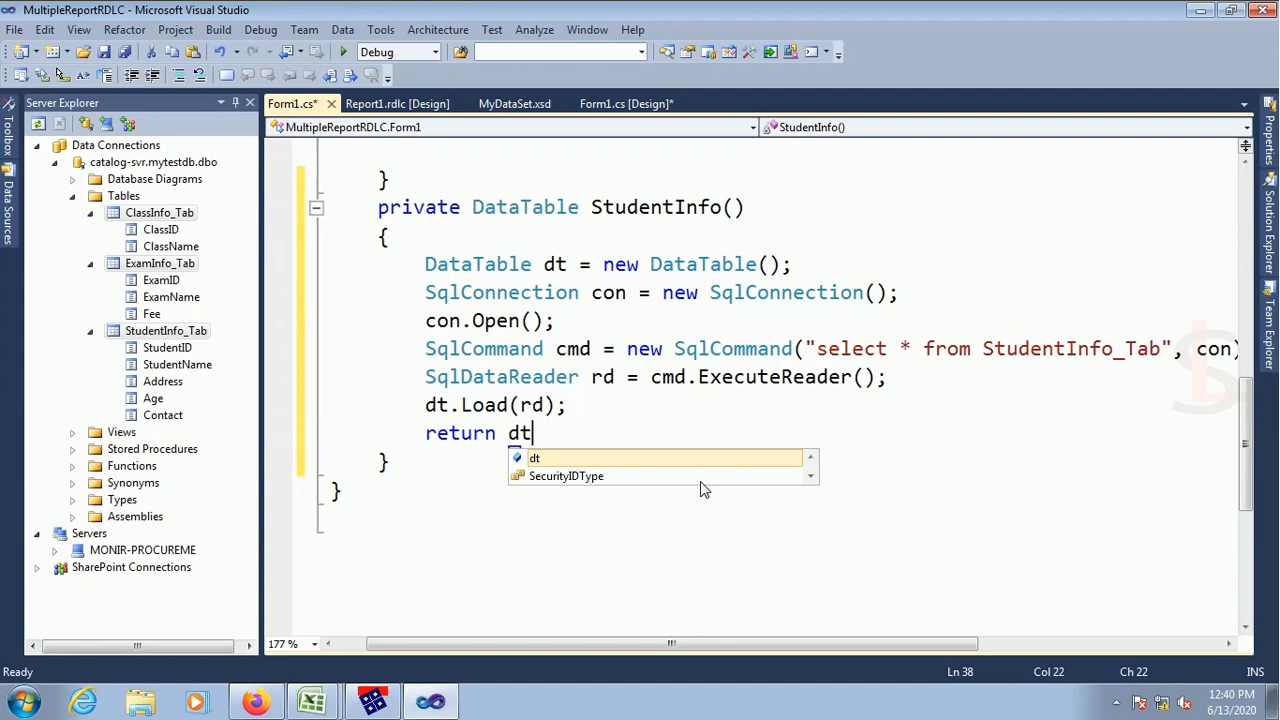 MultipleReportRDLC - Microsoft Visual Studio
File Edit View Refactor Project Build Debug Team Data Tools Architecture Test Analyze Window Help
Debug
Server Explorer
Form1.cs* Report1.rdlc [Design] MyDataSet.xsd Form1.cs [Design]*
MultipleReportRDLC.Form1 StudentInfo()
Toolbox
Data Sources
Properties
Solution Explorer
Team Explorer
Data Connections
catalog-svr.mytestdb.dbo
Database Diagrams
Tables
ClassInfo_Tab
ClassID
ClassName
ExamInfo_Tab
ExamID
ExamName
Fee
StudentInfo_Tab
StudentID
StudentName
Address
Age
Contact
Views
Stored Procedures
Functions
Synonyms
Types
Assemblies
Servers
MONIR-PROCUREME
SharePoint Connections
}
private DataTable StudentInfo()
{
DataTable dt = new DataTable();
SqlConnection con = new SqlConnection();
con.Open();
SqlCommand cmd = new SqlCommand("select * from StudentInfo_Tab", con)
SqlDataReader rd = cmd.ExecuteReader();
dt.Load(rd);
return dt
}
}
dt
SecurityIDType
177 %
Ready Ln 38 Col 22 Ch 22 INS
12:40 PM
6/13/2020